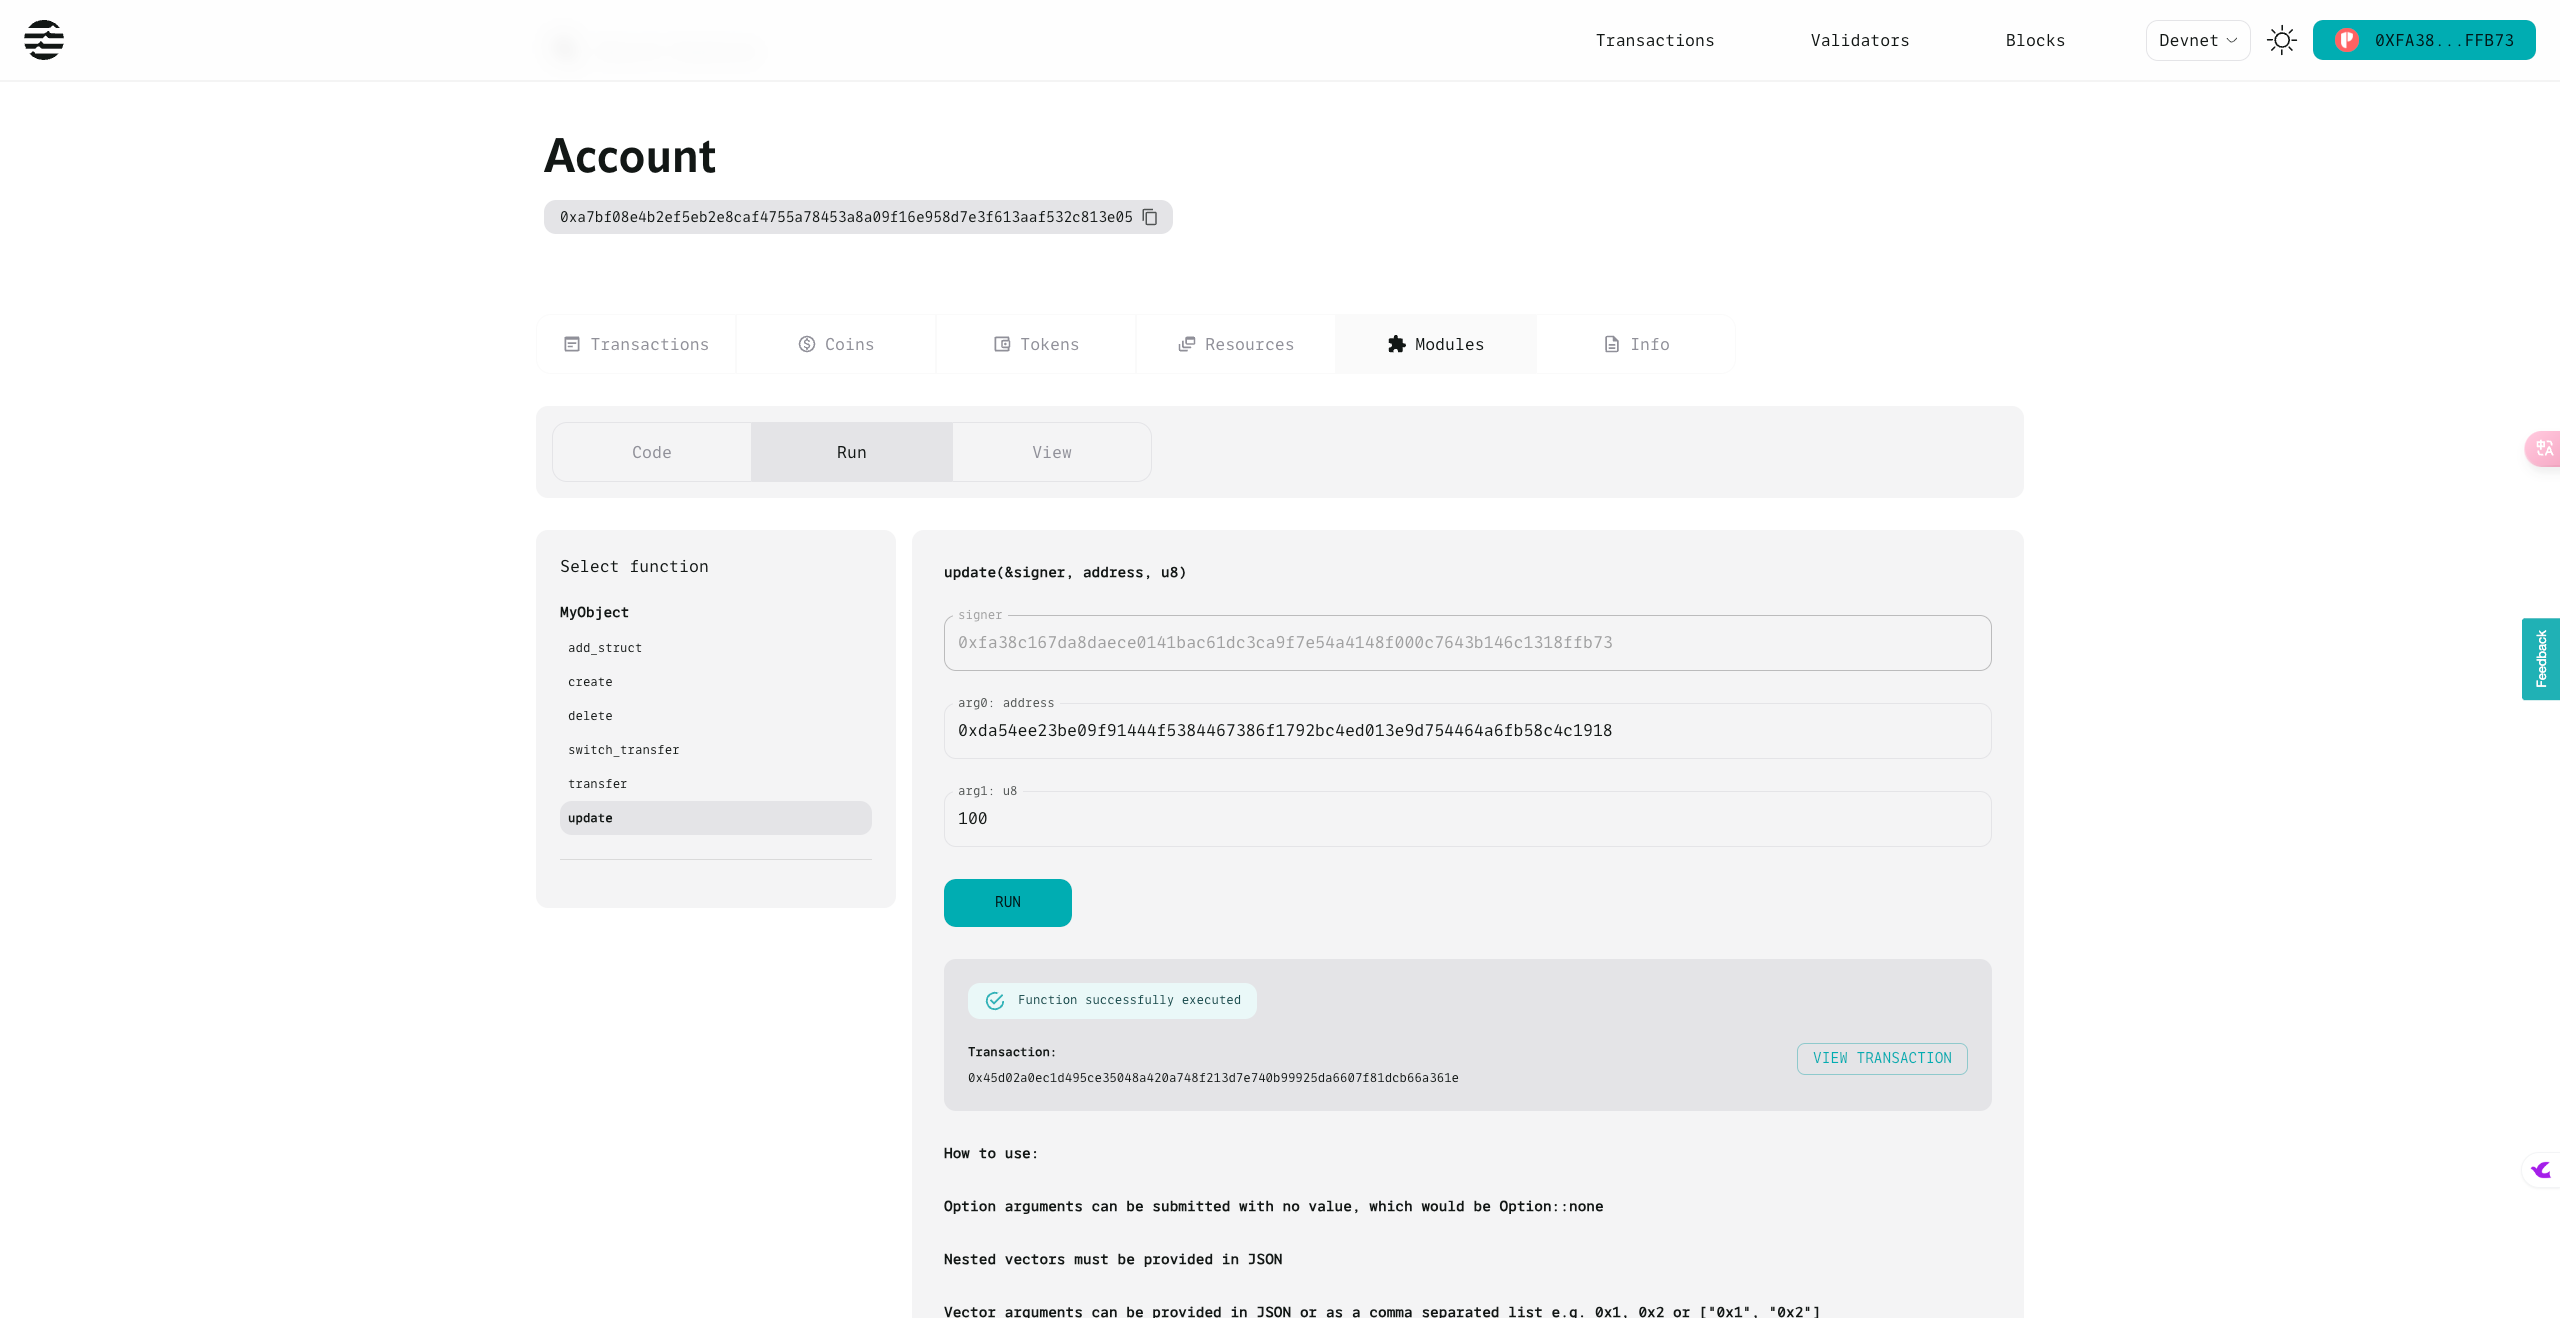 Transactions
Validators
Blocks
Devnet
0XFA38...FFB73
Account
0xa7bf08e4b2ef5eb2e8caf4755a78453a8a09f16e958d7e3f613aaf532c813e05
Transactions
Coins
Tokens
Resources
Modules
Info
Code
Run
View
Select function
MyObject
add_struct
create
delete
switch_transfer
transfer
update
update(&signer, address, u8)
signer
0xfa38c167da8daece0141bac61dc3ca9f7e54a4148f000c7643b146c1318ffb73
arg0: address
0xda54ee23be09f91444f5384467386f1792bc4ed013e9d754464a6fb58c4c1918
arg1: u8
100
RUN
Function successfully executed
Transaction:
0x45d02a0ec1d495ce35048a420a748f213d7e740b99925da6607f81dcb66a361e
VIEW TRANSACTION
How to use:
Option arguments can be submitted with no value, which would be Option::none
Nested vectors must be provided in JSON
Vector arguments can be provided in JSON or as a comma separated list e.g. 0x1, 0x2 or ["0x1", "0x2"]
Feedback